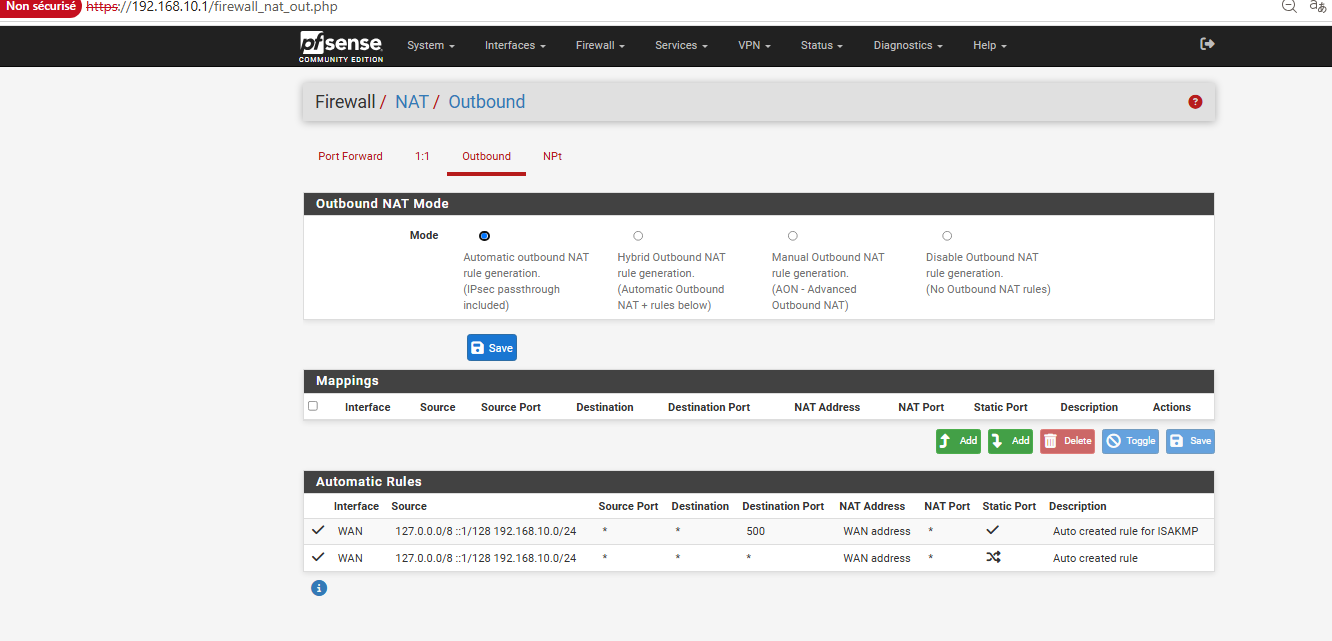 Non sécurisé https://192.168.10.1/firewall_nat_out.php
pfsense COMMUNITY EDITION System Interfaces Firewall Services VPN Status Diagnostics Help
Firewall / NAT / Outbound ?
Port Forward 1:1 Outbound NPt
Outbound NAT Mode
Mode
Automatic outbound NAT rule generation. (IPsec passthrough included)
Hybrid Outbound NAT rule generation. (Automatic Outbound NAT + rules below)
Manual Outbound NAT rule generation. (AON - Advanced Outbound NAT)
Disable Outbound NAT rule generation. (No Outbound NAT rules)
Save
Mappings
Interface Source Source Port Destination Destination Port NAT Address NAT Port Static Port Description Actions
Add Add Delete Toggle Save
Automatic Rules
Interface Source Source Port Destination Destination Port NAT Address NAT Port Static Port Description
WAN 127.0.0.0/8 ::1/128 192.168.10.0/24 * * 500 WAN address * Auto created rule for ISAKMP
WAN 127.0.0.0/8 ::1/128 192.168.10.0/24 * * * WAN address * Auto created rule
i